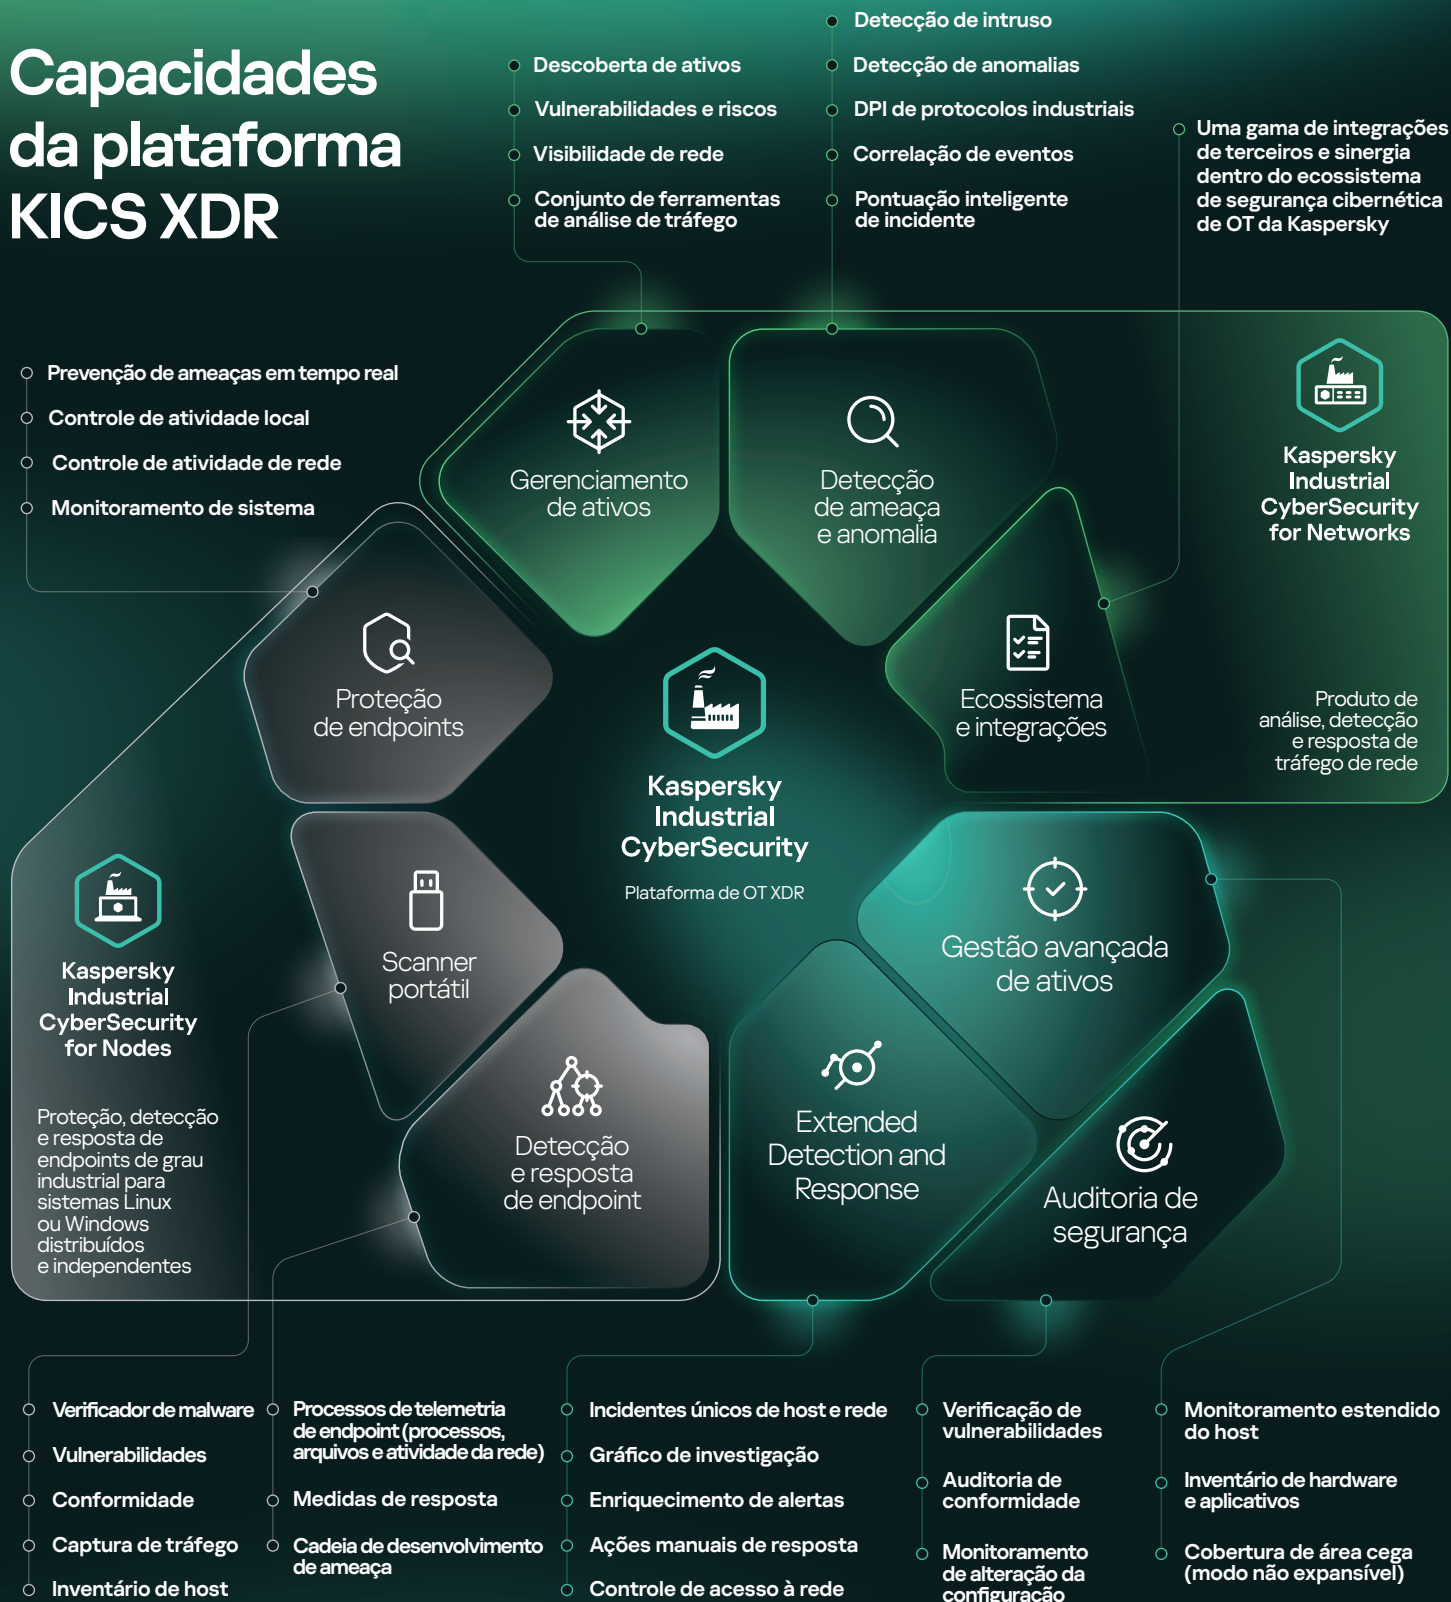 Capacidades
da plataforma
KICS XDR
Descoberta de ativos
Vulnerabilidades e riscos
Visibilidade de rede
Conjunto de ferramentas
de análise de tráfego
Detecção de intruso
Detecção de anomalias
DPI de protocolos industriais
Correlação de eventos
Pontuação inteligente
de incidente
Uma gama de integrações
de terceiros e sinergia
dentro do ecossistema
de segurança cibernética
de OT da Kaspersky
Prevenção de ameaças em tempo real
Controle de atividade local
Controle de atividade de rede
Monitoramento de sistema
Gerenciamento
de ativos
Detecção
de ameaça
e anomalia
Kaspersky
Industrial
CyberSecurity
for Networks
Proteção
de endpoints
Ecossistema
e integrações
Produto de
análise, detecção
e resposta de
tráfego de rede
Kaspersky
Industrial
CyberSecurity
Plataforma de OT XDR
Scanner
portátil
Gestão avançada
de ativos
Kaspersky
Industrial
CyberSecurity
for Nodes
Proteção, detecção
e resposta de
endpoints de grau
industrial para
sistemas Linux
ou Windows
distribuídos
e independentes
Detecção
e resposta
de endpoint
Extended
Detection and
Response
Auditoria de
segurança
Verificador de malware
Vulnerabilidades
Conformidade
Captura de tráfego
Inventário de host
Processos de telemetria
de endpoint (processos,
arquivos e atividade da rede)
Medidas de resposta
Cadeia de desenvolvimento
de ameaça
Incidentes únicos de host e rede
Gráfico de investigação
Enriquecimento de alertas
Ações manuais de resposta
Controle de acesso à rede
Verificação de
vulnerabilidades
Auditoria de
conformidade
Monitoramento
de alteração da
configuração
Monitoramento estendido
do host
Inventário de hardware
e aplicativos
Cobertura de área cega
(modo não expansível)